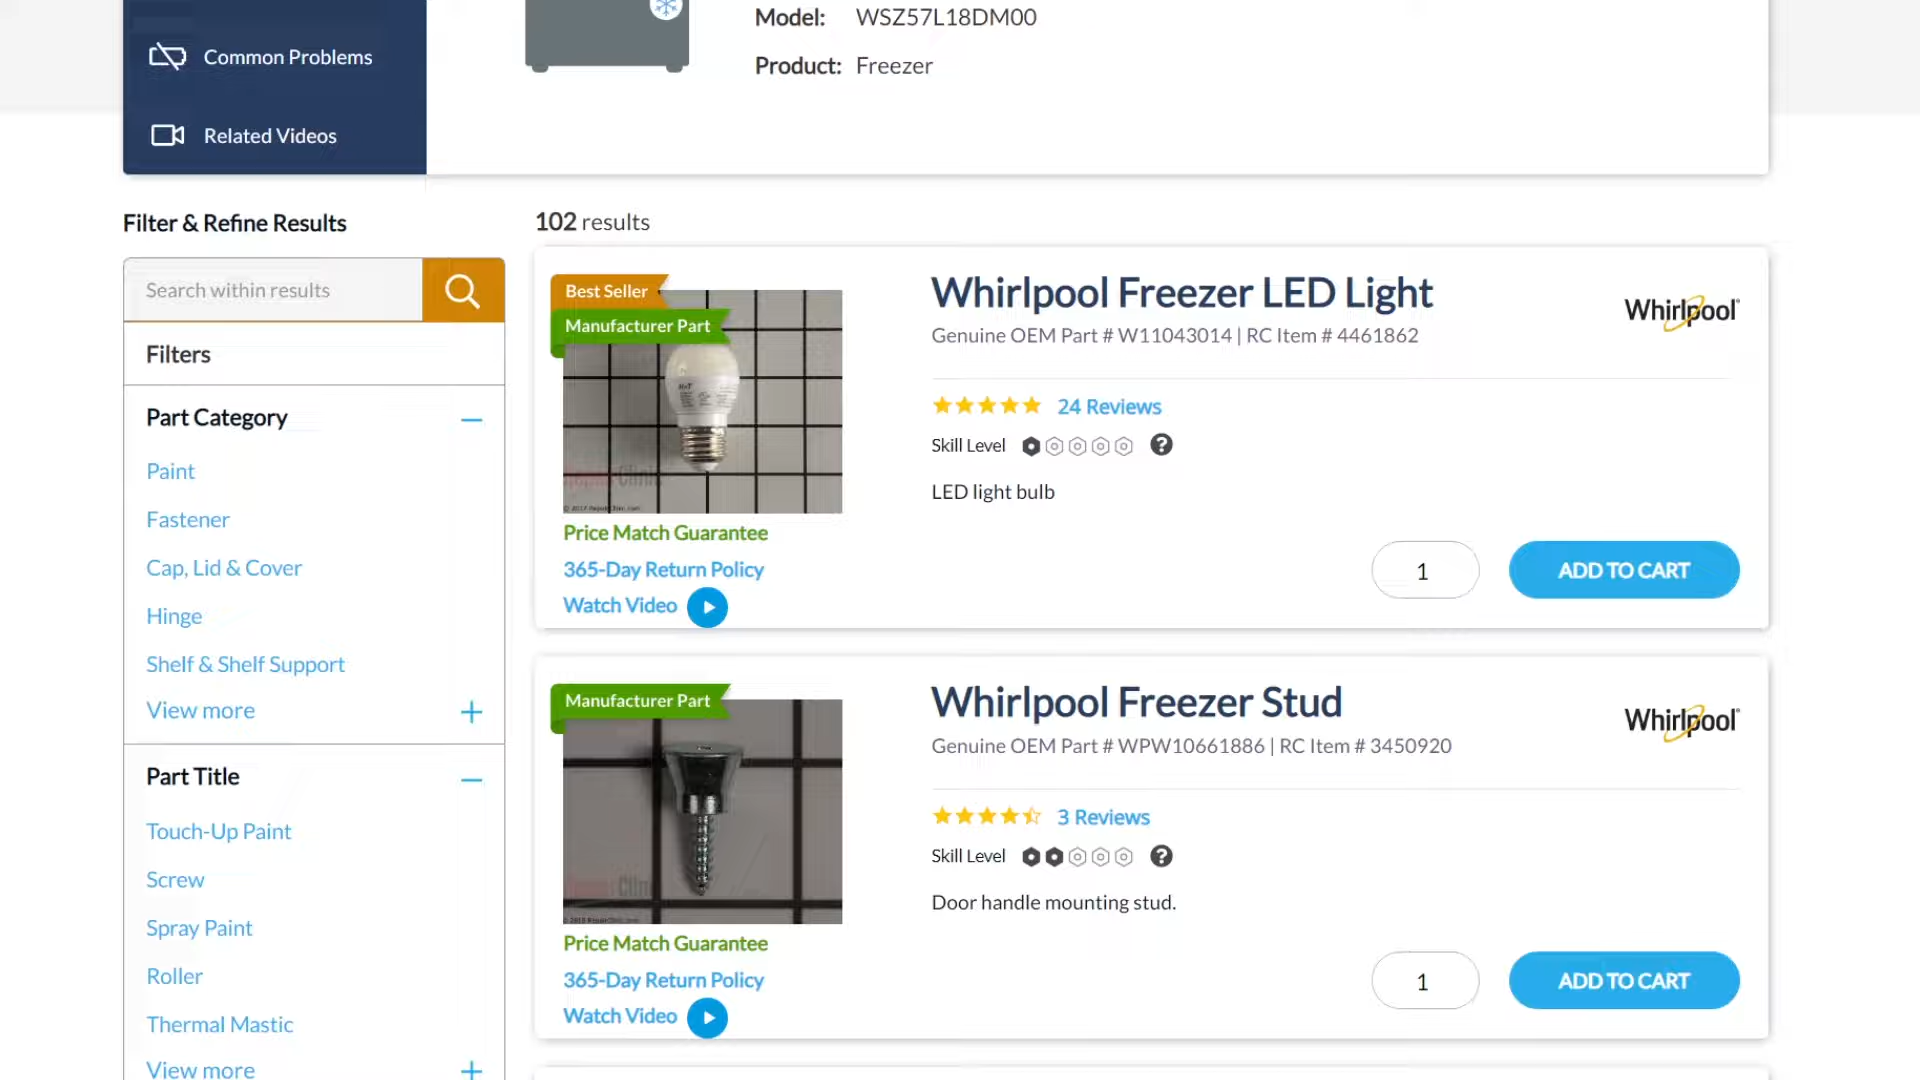 Model: WSZ57L18DM00
Product: Freezer
Common Problems
Related Videos
Filter & Refine Results
Search within results
Filters
Part Category
Paint
Fastener
Cap, Lid & Cover
Hinge
Shelf & Shelf Support
View more
Part Title
Touch-Up Paint
Screw
Spray Paint
Roller
Thermal Mastic
View more
102 results
Best Seller
Manufacturer Part
Price Match Guarantee
365-Day Return Policy
Watch Video
Whirlpool Freezer LED Light
Genuine OEM Part # W11043014 | RC Item # 4461862
Whirlpool
24 Reviews
Skill Level
?
LED light bulb
1
ADD TO CART
Manufacturer Part
Price Match Guarantee
365-Day Return Policy
Watch Video
Whirlpool Freezer Stud
Genuine OEM Part # WPW10661886 | RC Item # 3450920
Whirlpool
3 Reviews
Skill Level
?
Door handle mounting stud.
1
ADD TO CART